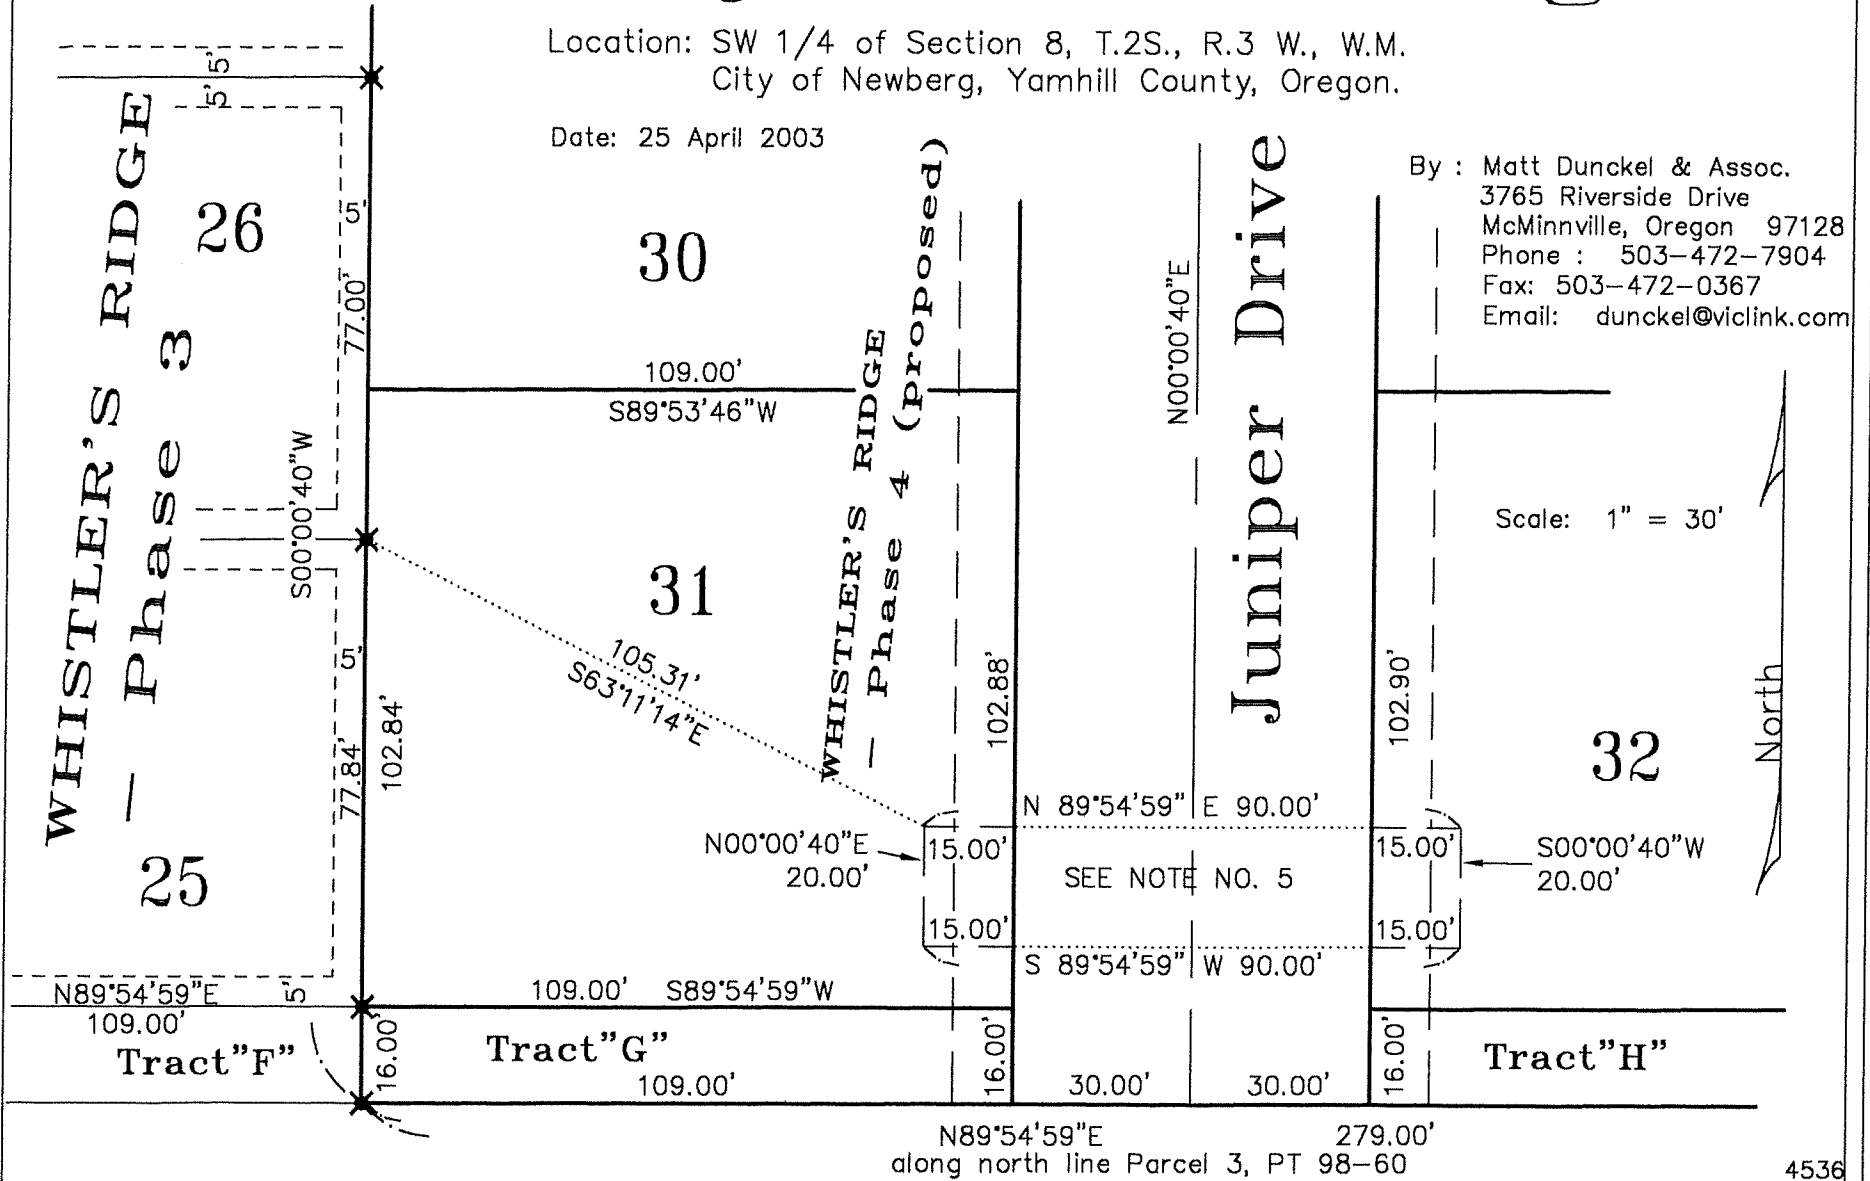 Location: SW 1/4 of Section 8, T.2S., R.3 W., W.M.
City of Newberg, Yamhill County, Oregon.
Date: 25 April 2003
By : Matt Dunckel & Assoc.
3765 Riverside Drive
McMinnville, Oregon 97128
Phone : 503-472-7904
Fax: 503-472-0367
Email: dunckel@viclink.com
5'
5'
WHISTLER'S RIDGE
- Phase 3
26
5'
77.00'
30
109.00'
S89°53'46"W
WHISTLER'S RIDGE
- Phase 4 (proposed)
N00°00'40"E
Juniper Drive
Scale: 1" = 30'
S00°00'40"W
31
105.31'
S63°11'14"E
5'
77.84'
102.84'
102.88'
102.90'
32
North
25
N 89°54'59" E 90.00'
N00°00'40"E
20.00'
15.00'
15.00'
S00°00'40"W
20.00'
SEE NOTE NO. 5
15.00'
15.00'
S 89°54'59" W 90.00'
N89°54'59"E
5'
109.00'
109.00' S89°54'59"W
Tract"F"
16.00'
Tract"G"
109.00'
16.00'
30.00'
30.00'
16.00'
Tract"H"
N89°54'59"E 279.00'
along north line Parcel 3, PT 98-60
4536